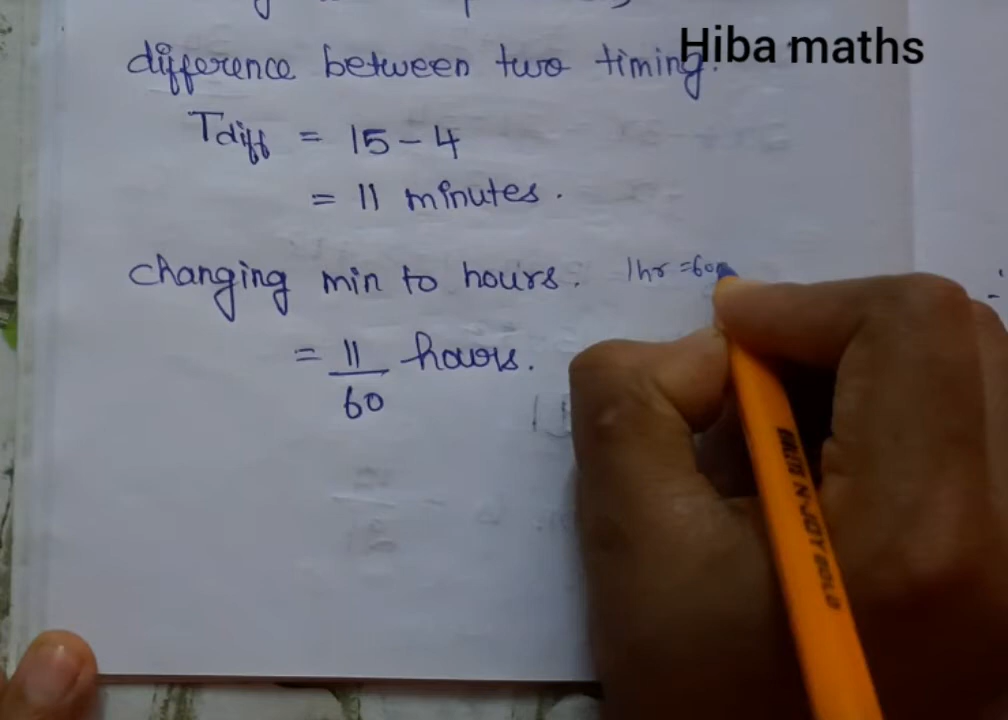 Hiba maths
difference between two timing.
Tdiff = 15 - 4
= 11 minutes.
changing min to hours. 1hr = 60
= 11/60 hours.